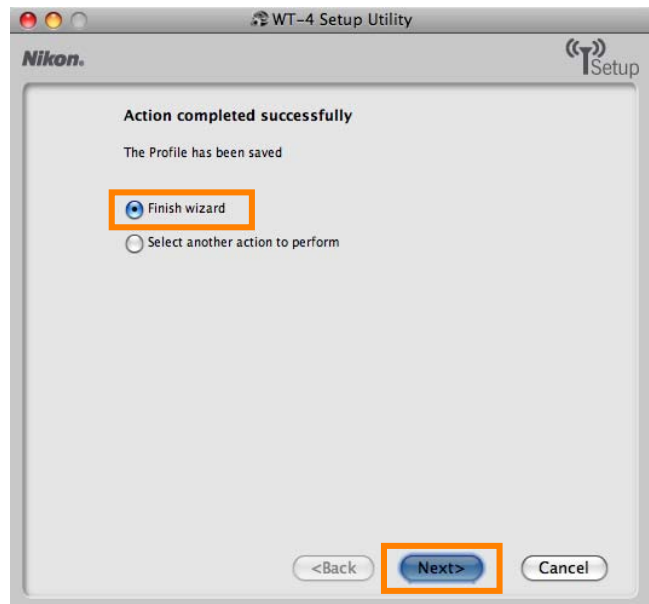 WT-4 Setup Utility
Nikon.
Setup
Action completed successfully
The Profile has been saved
Finish wizard
Select another action to perform
<Back
Next>
Cancel